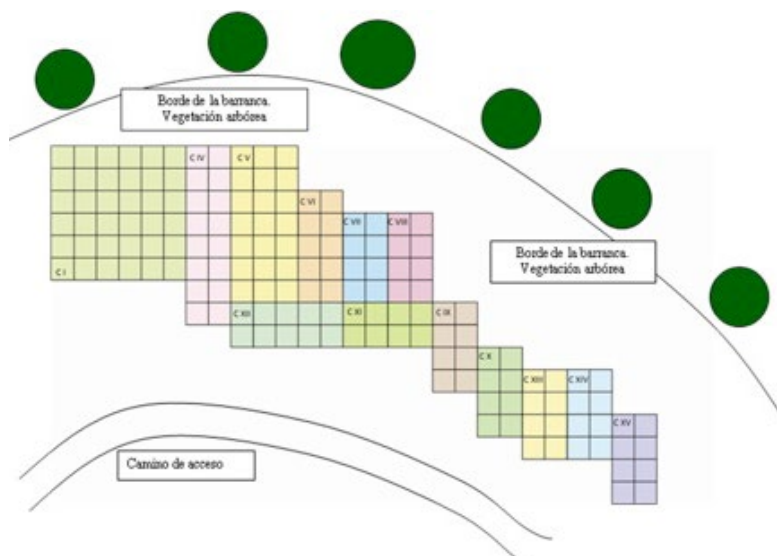 Borde de la barranca.
Vegetación arbórea
C IV
C V
C VI
C VII
C VIII
Borde de la barranca.
Vegetación arbórea
C I
C XII
C XI
C IX
C X
C XIII
C XIV
C XV
Camino de acceso